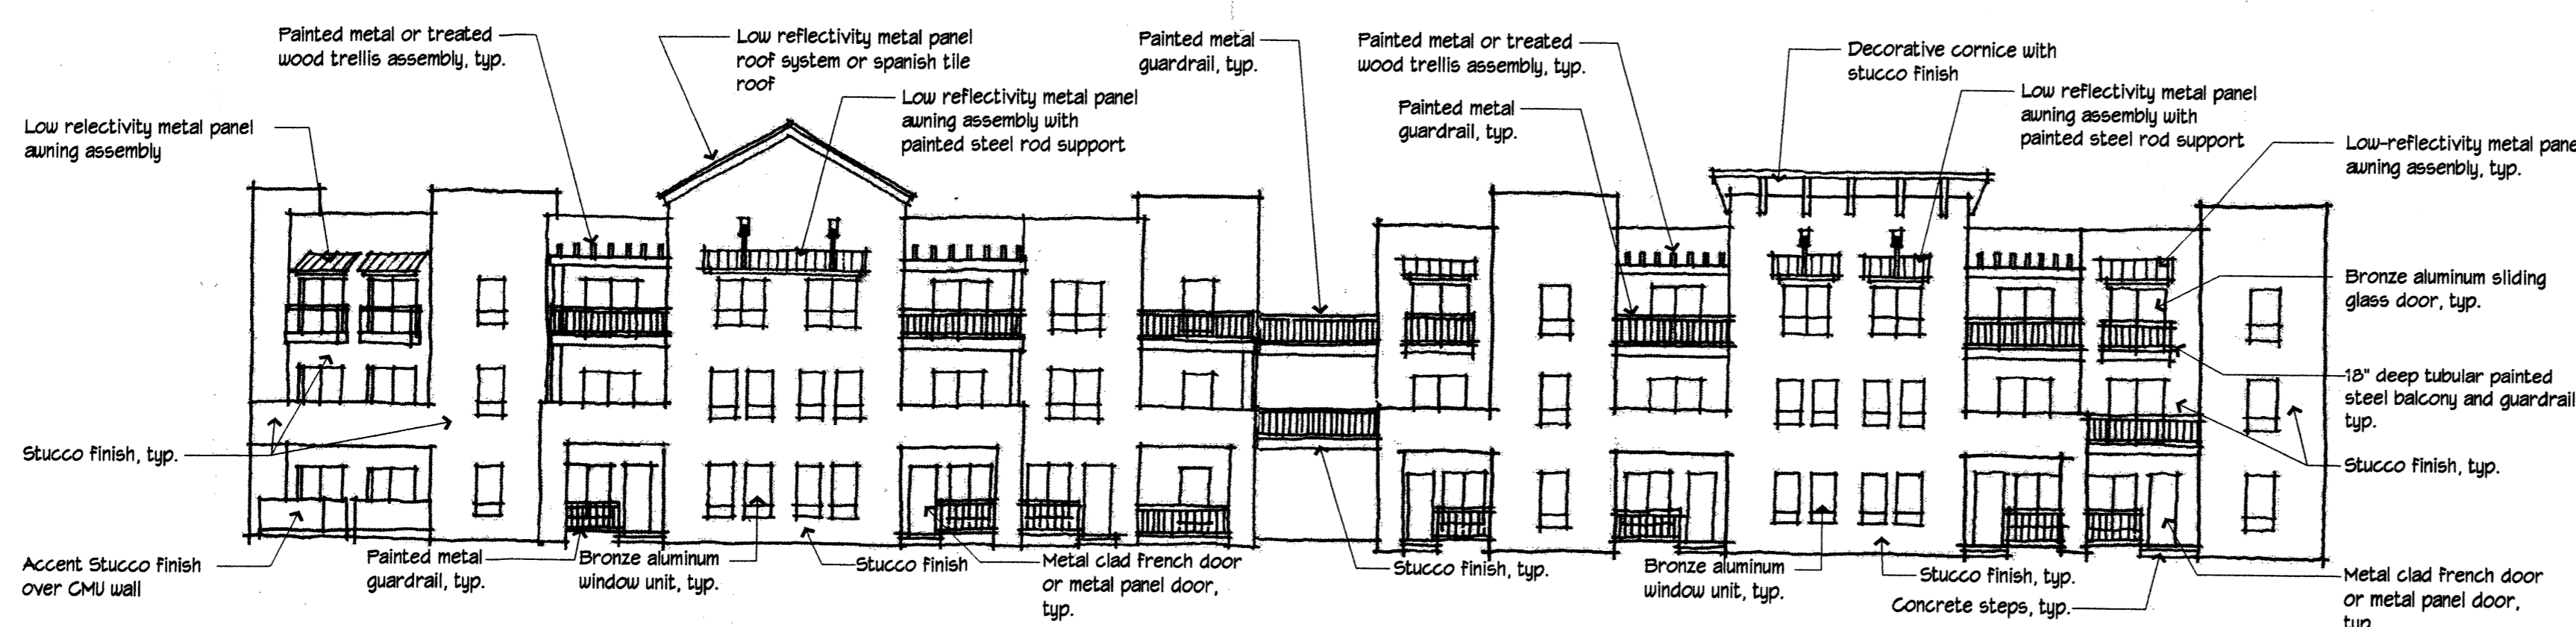 Painted metal or treated
wood trellis assembly, typ.
Low reflectivity metal panel
roof system or spanish tile
roof
Painted metal
guardrail, typ.
Painted metal or treated
wood trellis assembly, typ.
Decorative cornice with
stucco finish
Low relectivity metal panel
awning assembly
Low reflectivity metal panel
awning assembly with
painted steel rod support
Painted metal
guardrail, typ.
Low reflectivity metal panel
awning assembly with
painted steel rod support
Low-reflectivity metal pane
awning assembly, typ.
Bronze aluminum sliding
glass door, typ.
18" deep tubular painted
steel balcony and guardrail
typ.
Stucco finish, typ.
Stucco finish, typ.
Accent Stucco finish
over CMU wall
Painted metal
guardrail, typ.
Bronze aluminum
window unit, typ.
Stucco finish
Metal clad french door
or metal panel door,
typ.
Stucco finish, typ.
Bronze aluminum
window unit, typ.
Stucco finish, typ.
Concrete steps, typ.
Metal clad french door
or metal panel door,
typ